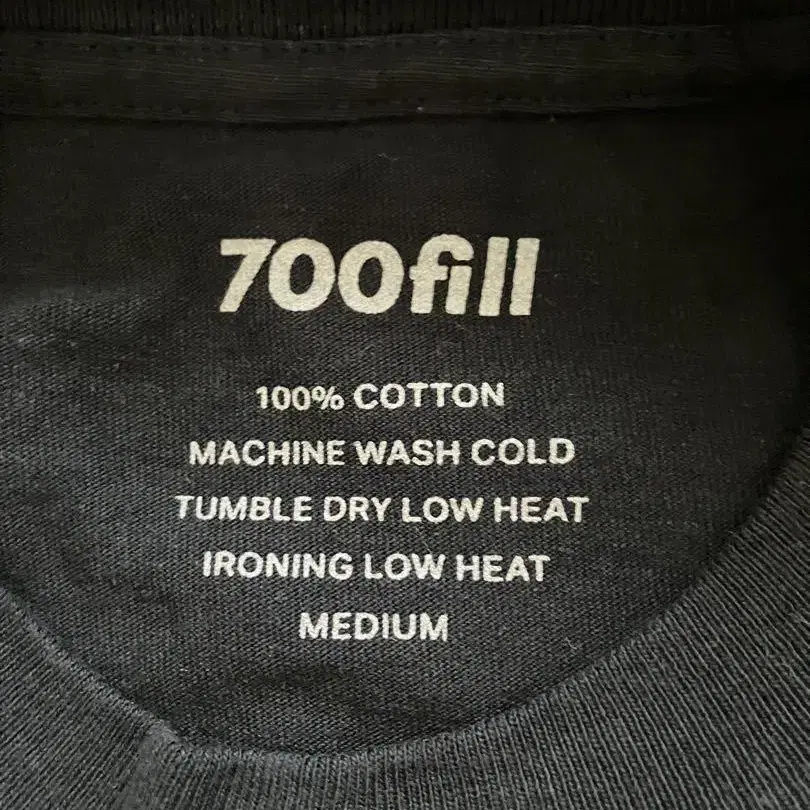 700fill
100% COTTON
MACHINE WASH COLD
TUMBLE DRY LOW HEAT
IRONING LOW HEAT
MEDIUM